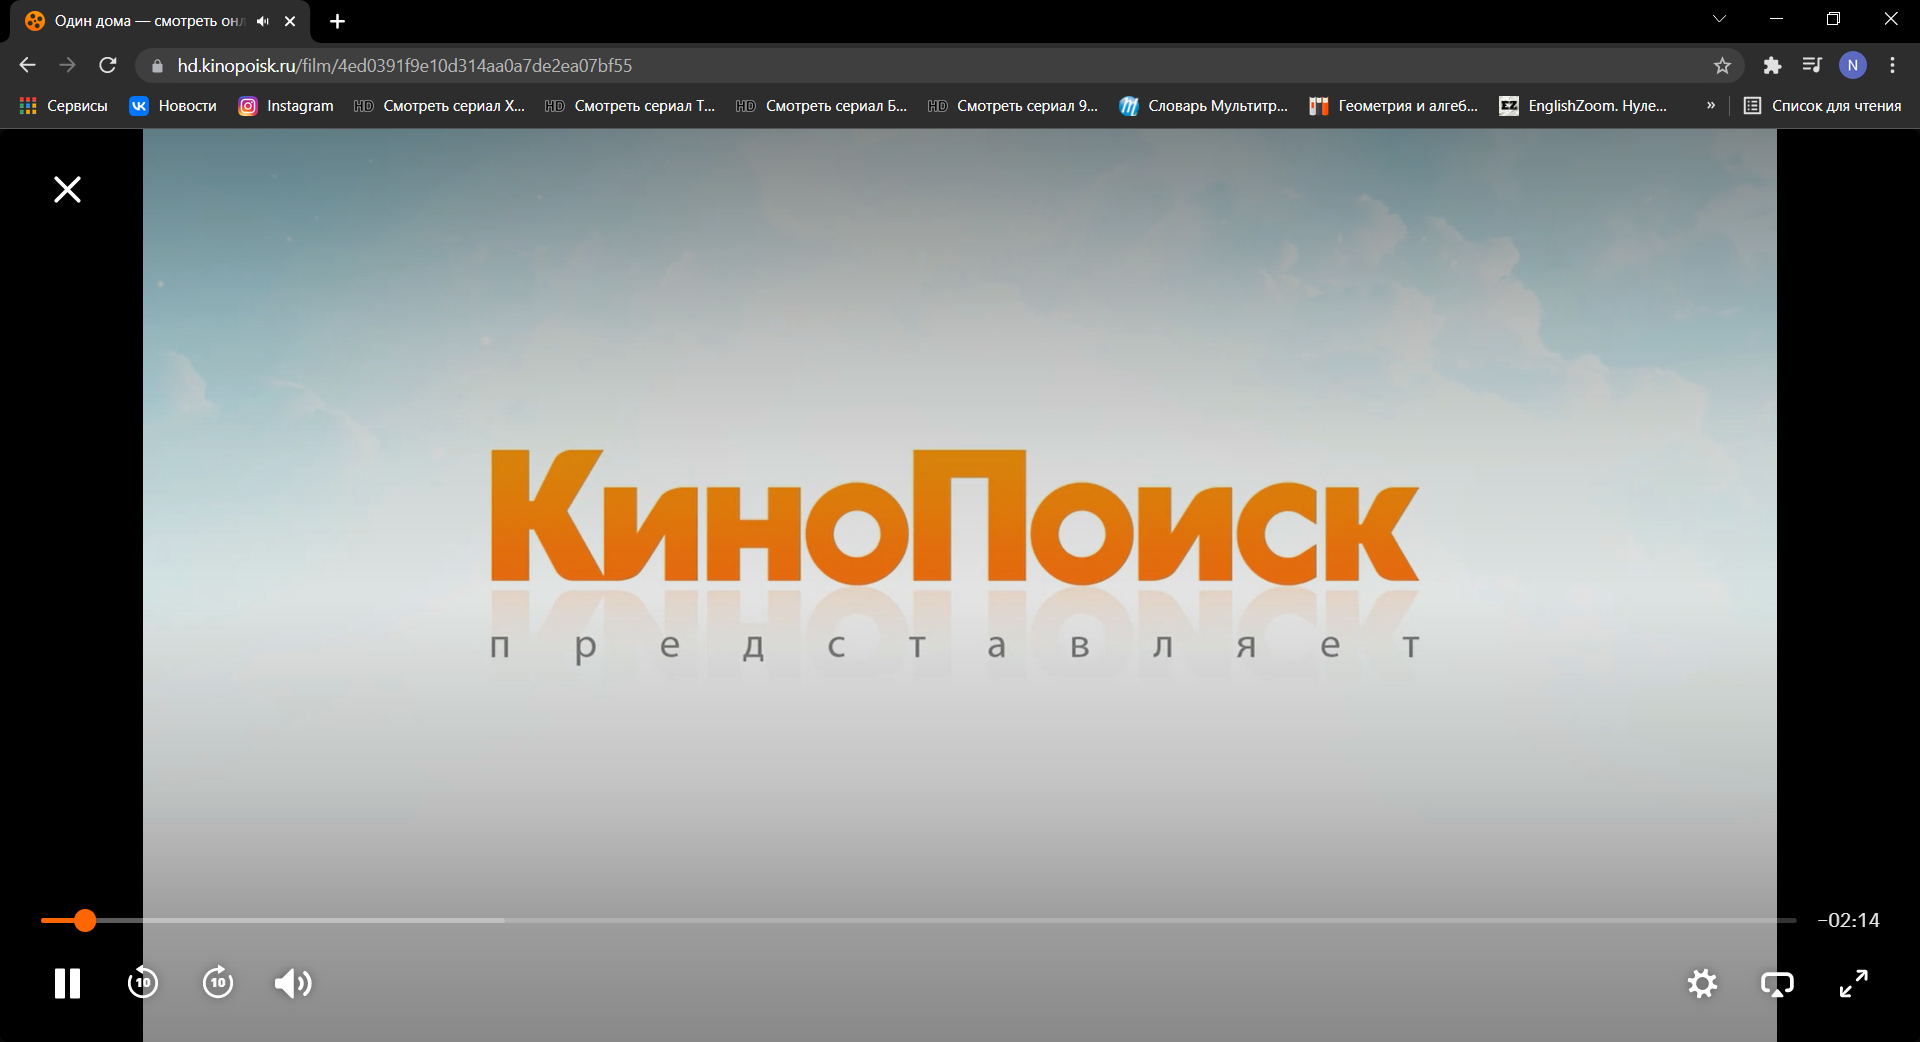 Один дома — смотреть онл
hd.kinopoisk.ru/film/4ed0391f9e10d314aa0a7de2ea07bf55
N
Сервисы Новости Instagram HD Смотреть сериал Х... HD Смотреть сериал Т... HD Смотреть сериал Б... HD Смотреть сериал 9... Словарь Мультитр... Геометрия и алгеб... EZ EnglishZoom. Нуле... » Список для чтения
КиноПоиск
представляет
-02:14
10 10